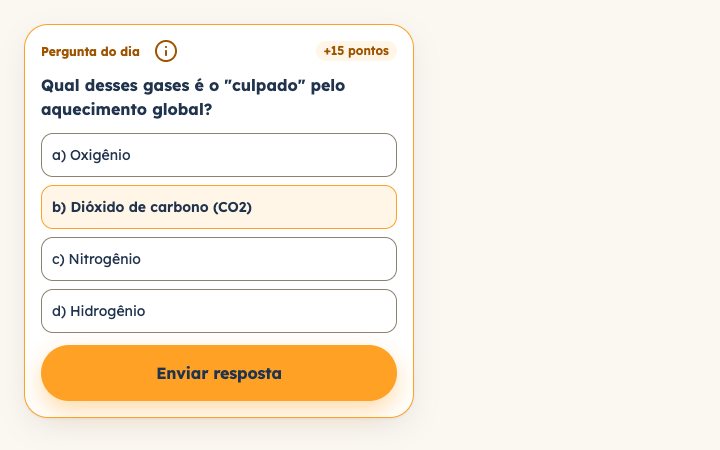 Pergunta do dia
+15 pontos
Qual desses gases é o "culpado" pelo
aquecimento global?
a) Oxigênio
b) Dióxido de carbono (CO2)
c) Nitrogênio
d) Hidrogênio
Enviar resposta